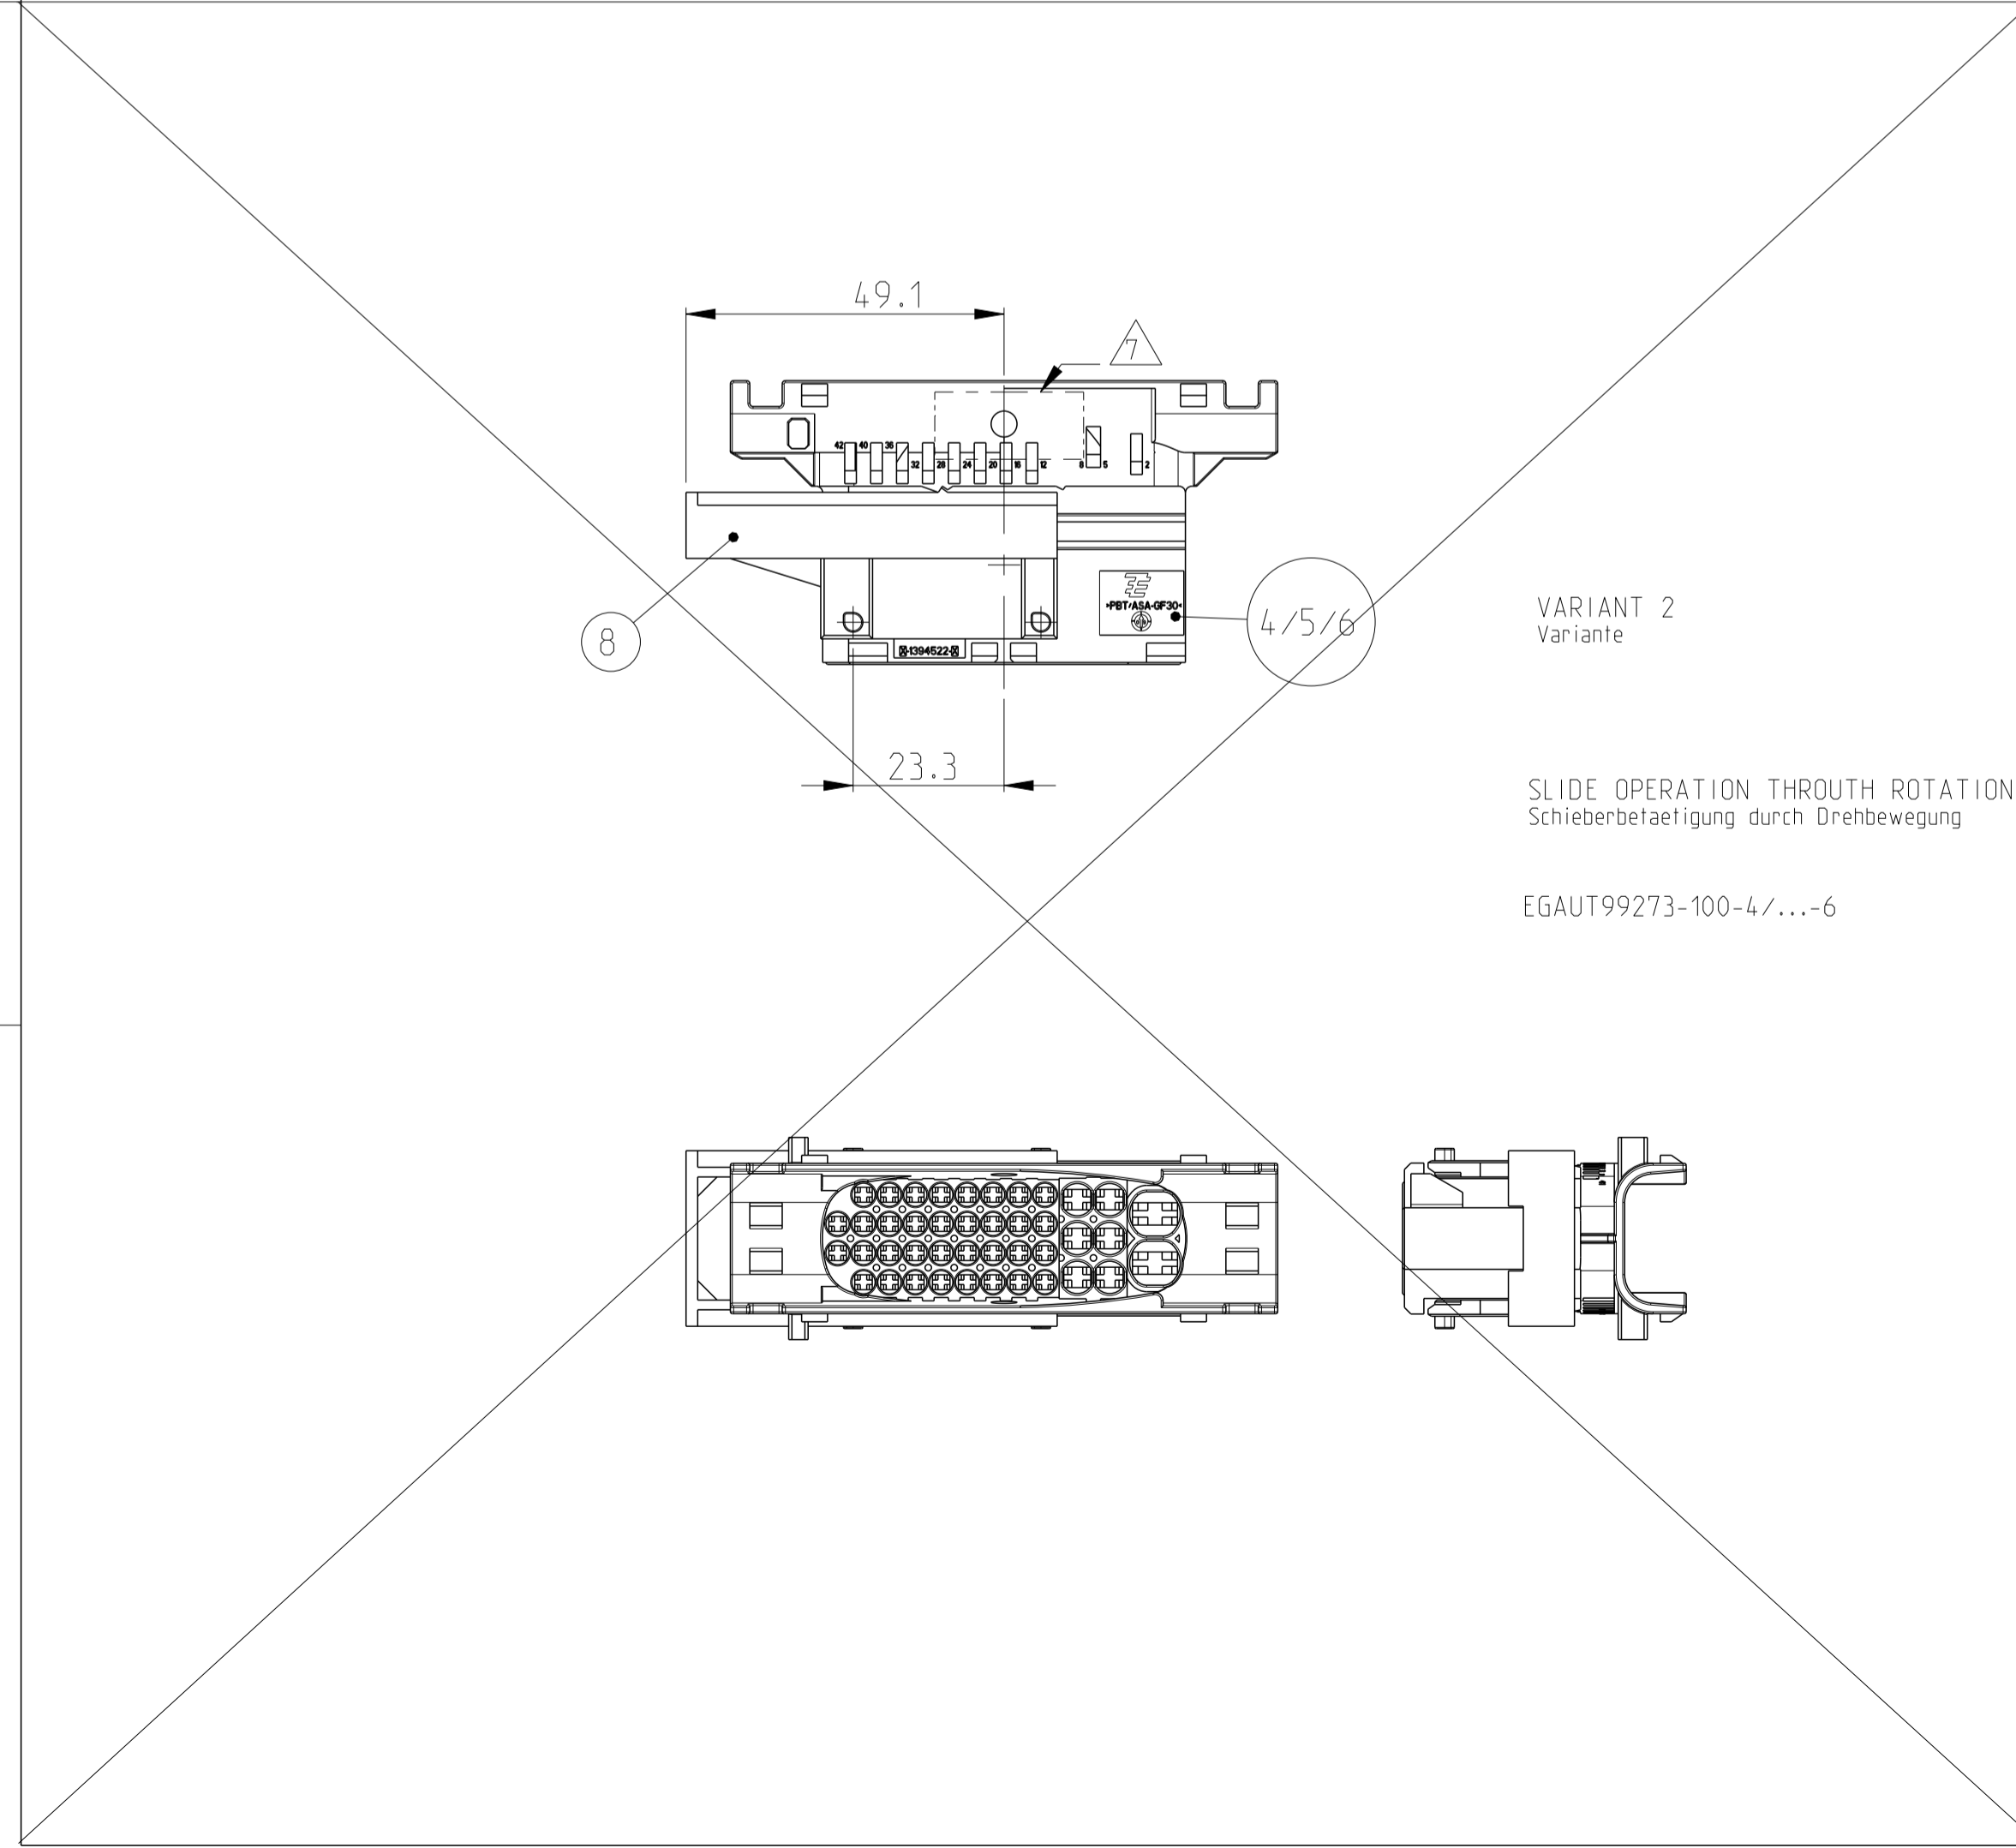 49.1
7
42 40 36 32 28 24 20 16 12 8 5 2
>PBT/ASA-GF30<
8
4/5/6
-1394522-
VARIANT 2
Variante
23.3
SLIDE OPERATION THROUTH ROTATION
Schieberbetaetigung durch Drehbewegung
EGAUT99273-100-4/...-6